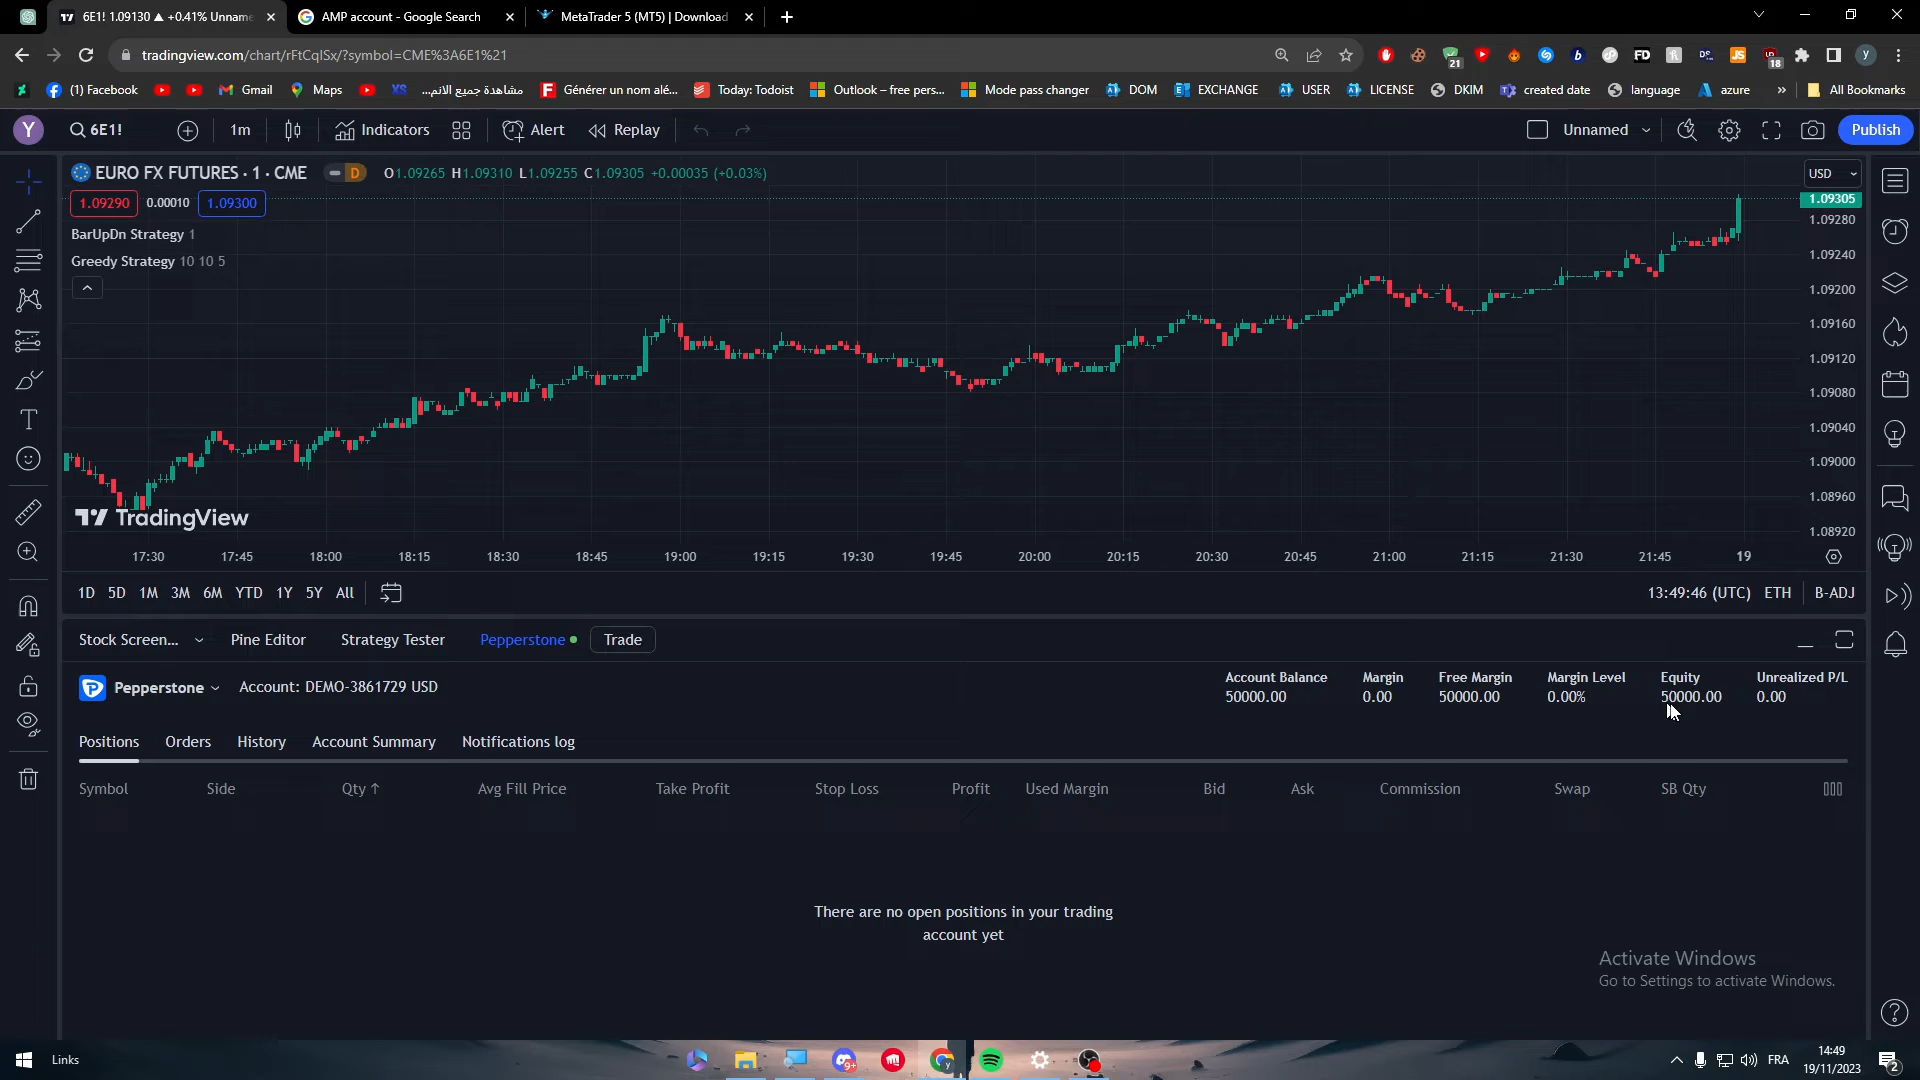 6E1! 1.09130 ▲ +0.41% Unname
AMP account - Google Search
MetaTrader 5 (MT5) | Download
tradingview.com/chart/rFtCqISx/?symbol=CME%3A6E1%21
21
18
(1) Facebook
Gmail
Maps
مشاهدة جميع الانم...
Générer un nom alé...
Today: Todoist
Outlook – free pers...
Mode pass changer
DOM
EXCHANGE
USER
LICENSE
DKIM
created date
language
azure
»
All Bookmarks
Y
6E1!
1m
Indicators
Alert
Replay
Unnamed
Publish
EURO FX FUTURES · 1 · CME
D
O1.09265 H1.09310 L1.09255 C1.09305 +0.00035 (+0.03%)
USD
1.09290 0.00010 1.09300
BarUpDn Strategy 1
Greedy Strategy 10 10 5
1.09305
1.09280
1.09240
1.09200
1.09160
1.09120
1.09080
1.09040
1.09000
1.08960
1.08920
TradingView
17:30 17:45 18:00 18:15 18:30 18:45 19:00 19:15 19:30 19:45 20:00 20:15 20:30 20:45 21:00 21:15 21:30 21:45 19
1D 5D 1M 3M 6M YTD 1Y 5Y All
13:49:46 (UTC) ETH B-ADJ
Stock Screen... Pine Editor Strategy Tester Pepperstone Trade
Pepperstone
Account: DEMO-3861729 USD
Account Balance Margin Free Margin Margin Level Equity Unrealized P/L
50000.00 0.00 50000.00 0.00% 50000.00 0.00
Positions Orders History Account Summary Notifications log
Symbol Side Qty ↑ Avg Fill Price Take Profit Stop Loss Profit Used Margin Bid Ask Commission Swap SB Qty
There are no open positions in your trading
account yet
Activate Windows
Go to Settings to activate Windows.
Links
FRA
14:49
19/11/2023
2